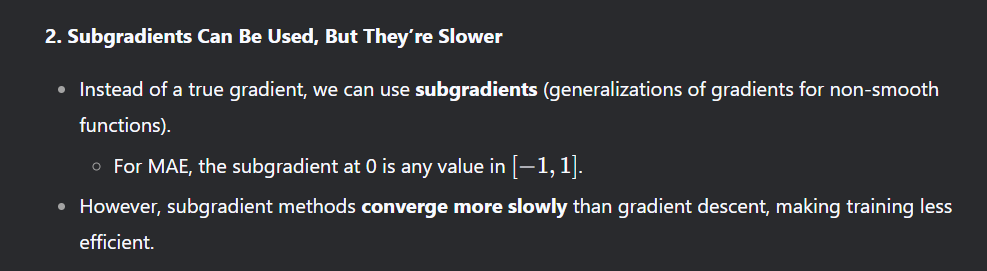 2. Subgradients Can Be Used, But They’re Slower
• Instead of a true gradient, we can use subgradients (generalizations of gradients for non-smooth
functions).
○ For MAE, the subgradient at 0 is any value in [−1, 1].
• However, subgradient methods converge more slowly than gradient descent, making training less
efficient.